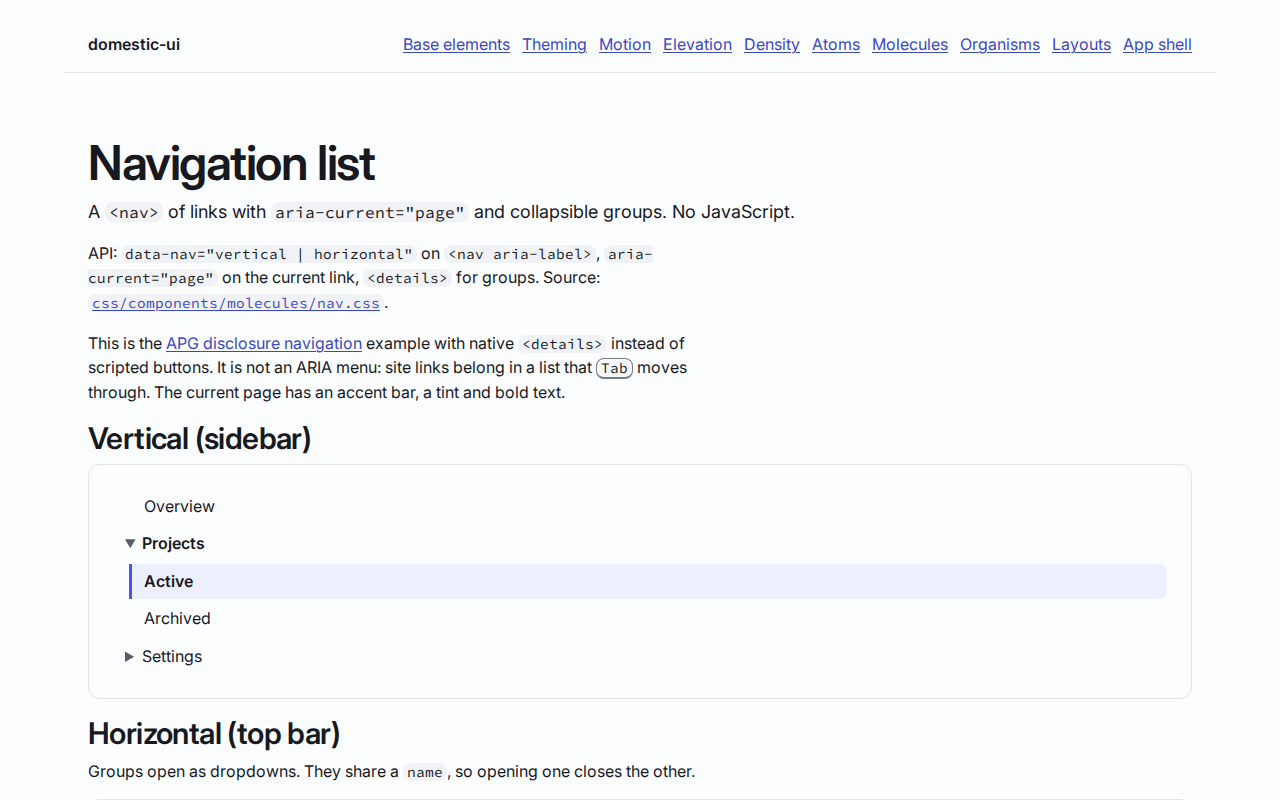 domestic-ui
Base elements Theming Motion Elevation Density Atoms Molecules Organisms Layouts App shell
Navigation list
A <nav> of links with aria-current="page" and collapsible groups. No JavaScript.
API: data-nav="vertical | horizontal" on <nav aria-label>, aria-
current="page" on the current link, <details> for groups. Source:
css/components/molecules/nav.css.
This is the APG disclosure navigation example with native <details> instead of
scripted buttons. It is not an ARIA menu: site links belong in a list that Tab moves
through. The current page has an accent bar, a tint and bold text.
Vertical (sidebar)
Overview
Projects
Active
Archived
Settings
Horizontal (top bar)
Groups open as dropdowns. They share a name, so opening one closes the other.